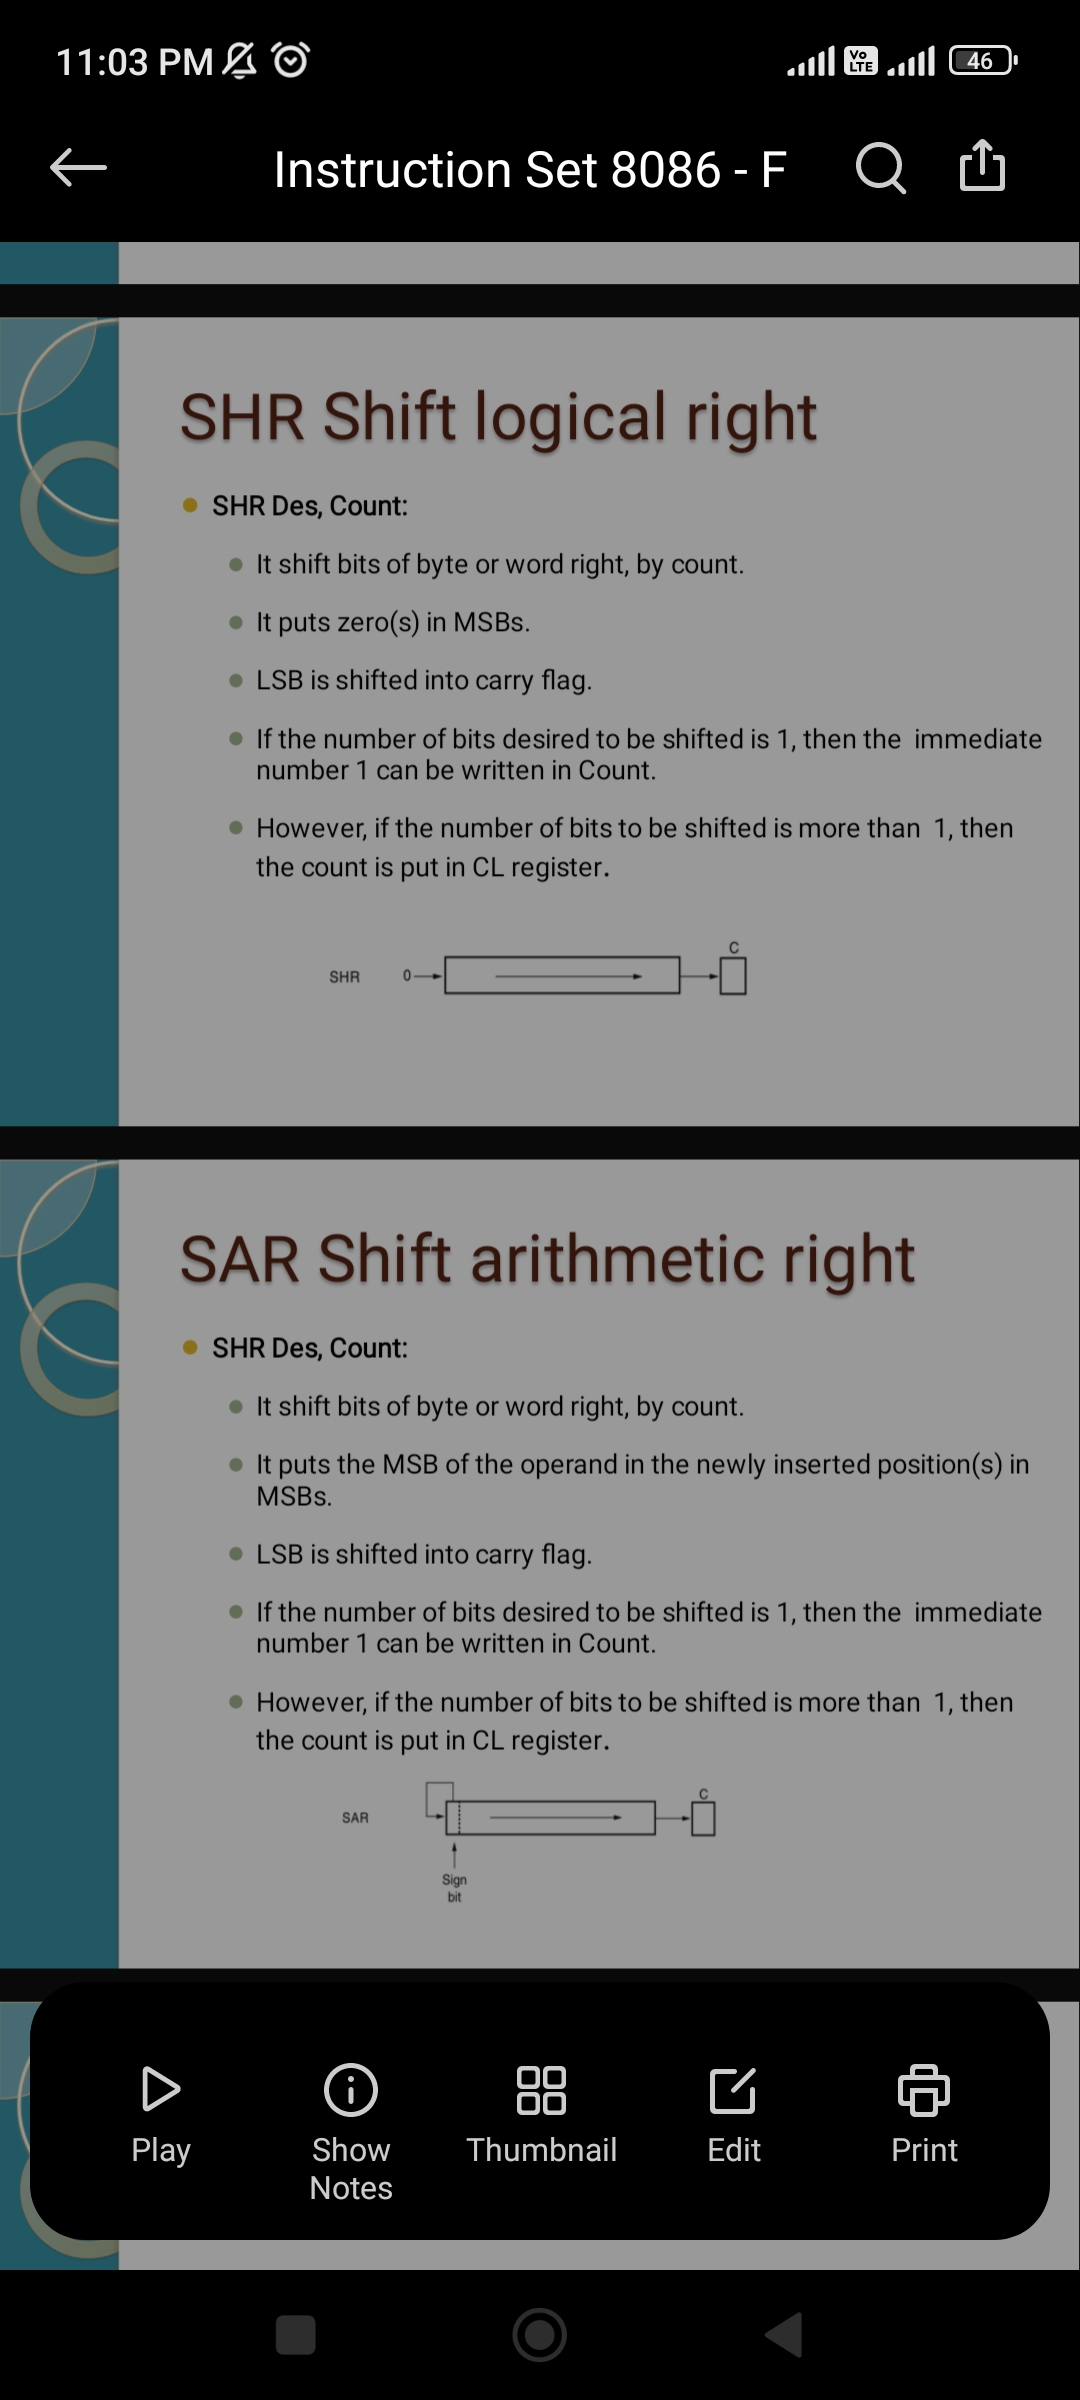 11:03 PM
Vo LTE
46
Instruction Set 8086 - F
SHR Shift logical right
SHR Des, Count:
It shift bits of byte or word right, by count.
It puts zero(s) in MSBs.
LSB is shifted into carry flag.
If the number of bits desired to be shifted is 1, then the immediate
number 1 can be written in Count.
However, if the number of bits to be shifted is more than 1, then
the count is put in CL register.
C
SHR 0
SAR Shift arithmetic right
SHR Des, Count:
It shift bits of byte or word right, by count.
It puts the MSB of the operand in the newly inserted position(s) in
MSBs.
LSB is shifted into carry flag.
If the number of bits desired to be shifted is 1, then the immediate
number 1 can be written in Count.
However, if the number of bits to be shifted is more than 1, then
the count is put in CL register.
C
SAR
Sign
bit
Play
Show
Notes
Thumbnail
Edit
Print